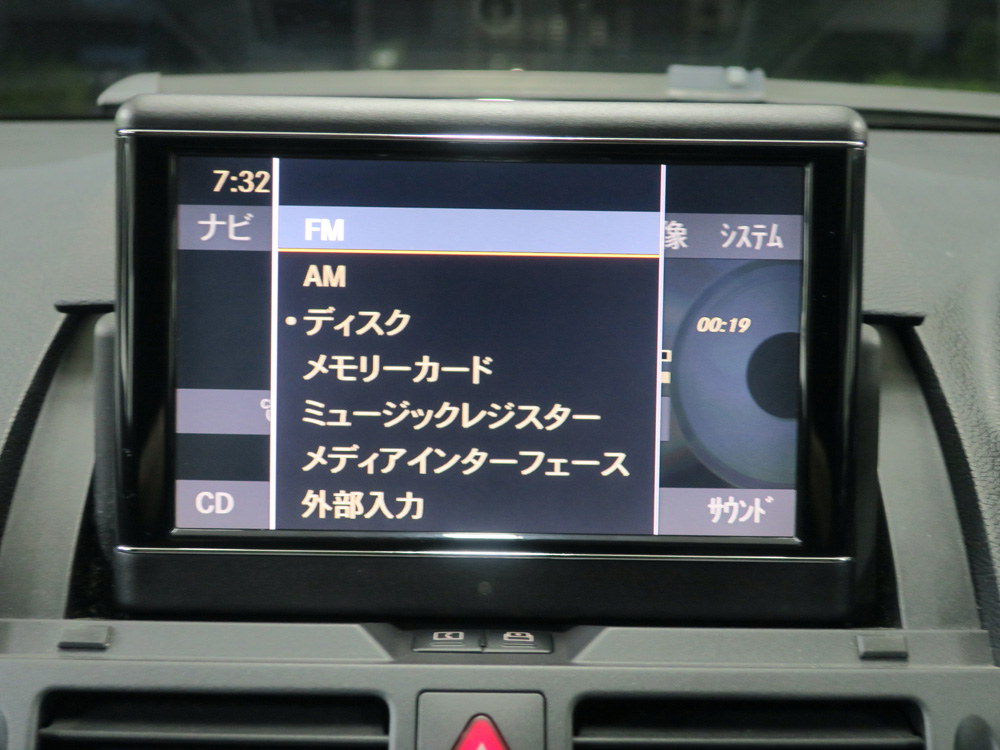 7:32
ナビ
FM
像 システム
AM
・ディスク
00:19
メモリーカード
ミュージックレジスター
メディアインターフェース
CD
外部入力
サウンド